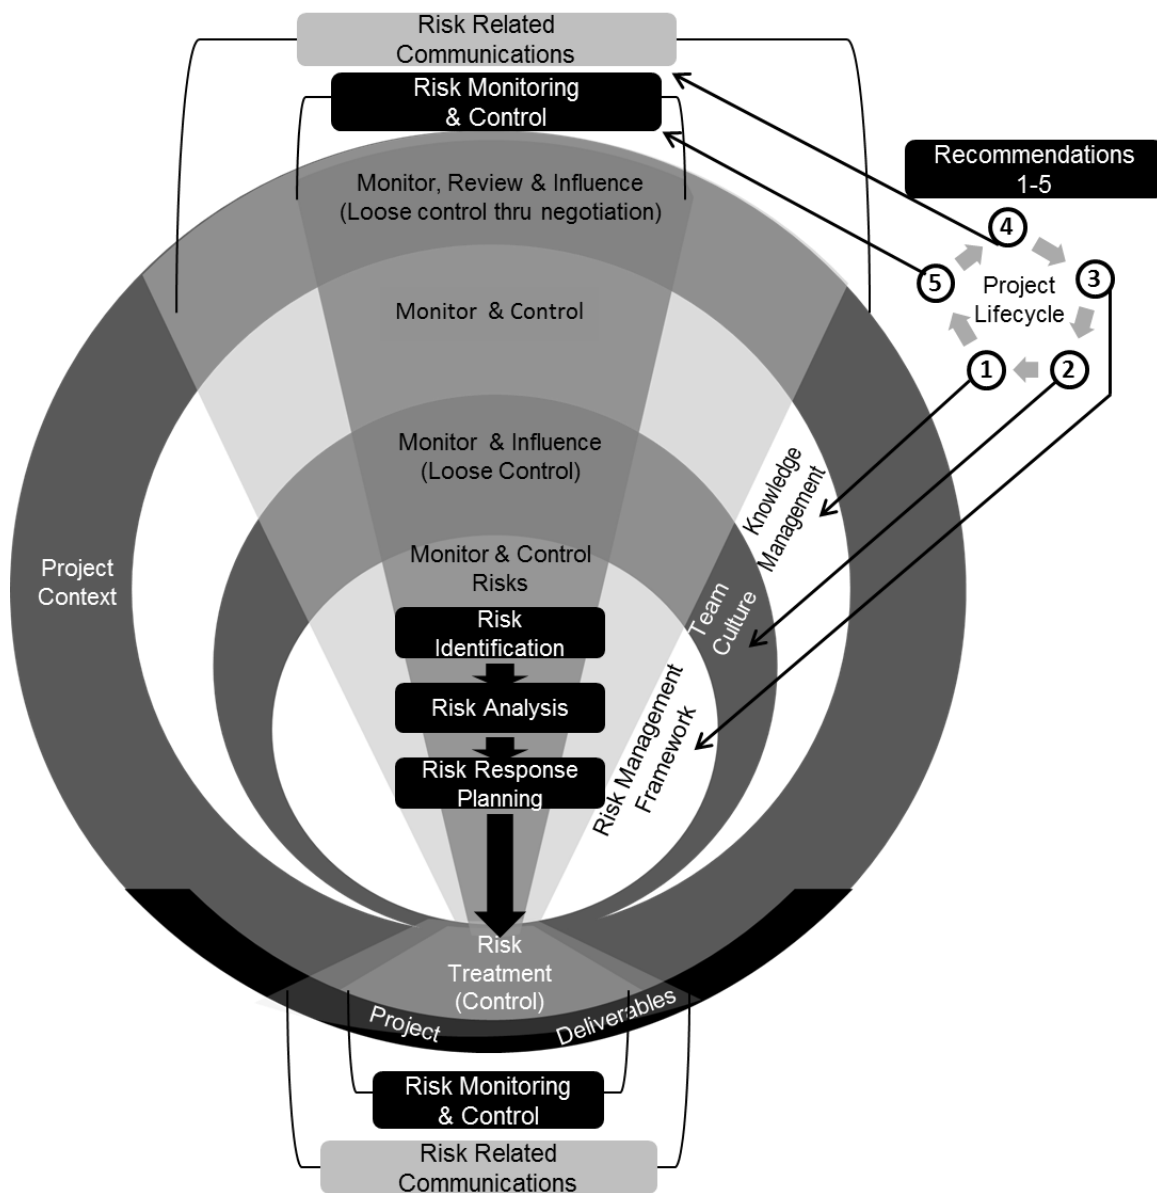 Risk Related
Communications
Risk Monitoring
& Control
Recommendations
1-5
Monitor, Review & Influence
(Loose control thru negotiation)
4
5
3
Project
Lifecycle
1
2
Monitor & Control
Monitor & Influence
(Loose Control)
Knowledge
Management
Monitor & Control
Risks
Project
Context
Team
Culture
Risk
Identification
Risk Analysis
Risk Response
Planning
Risk Management
Framework
Risk
Treatment
(Control)
Project
Deliverables
Risk Monitoring
& Control
Risk Related
Communications